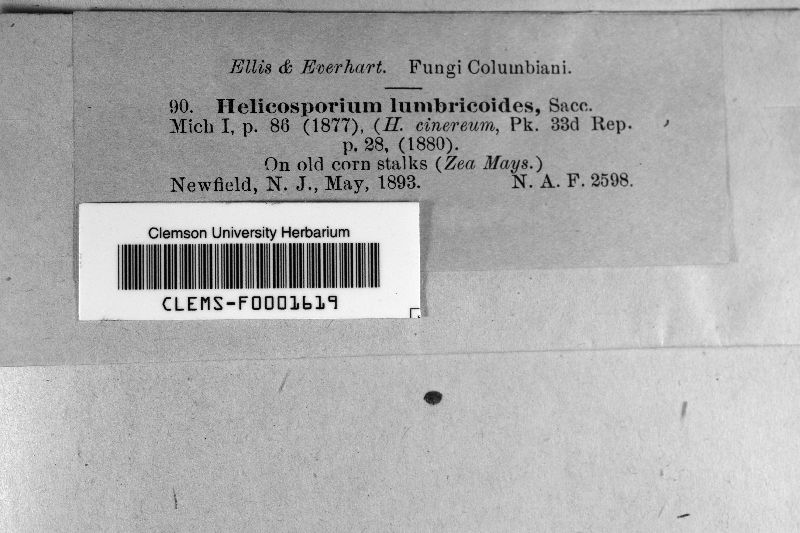 Ellis & Everhart. Fungi Columbiani.
90. Helicosporium lumbricoides, Sacc.
Mich I, p. 86 (1877), (H. cinereum, Pk. 33d Rep.
p. 28, (1880).
On old corn stalks (Zea Mays.)
Newfield, N. J., May, 1893. N. A. F. 2598.
Clemson University Herbarium
CLEMS-F0001619